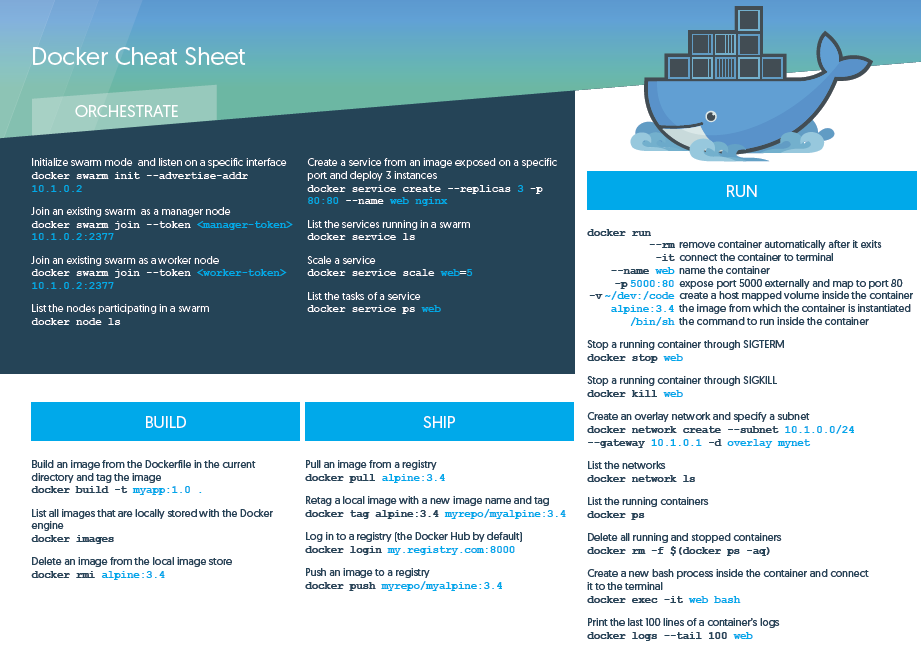 Docker Cheat Sheet
ORCHESTRATE
Initialize swarm mode and listen on a specific interface
docker swarm init --advertise-addr
10.1.0.2
Join an existing swarm as a manager node
docker swarm join --token <manager-token>
10.1.0.2:2377
Join an existing swarm as a worker node
docker swarm join --token <worker-token>
10.1.0.2:2377
List the nodes participating in a swarm
docker node ls
Create a service from an image exposed on a specific
port and deploy 3 instances
docker service create --replicas 3 -p
80:80 --name web nginx
List the services running in a swarm
docker service ls
Scale a service
docker service scale web=5
List the tasks of a service
docker service ps web
BUILD
Build an image from the Dockerfile in the current
directory and tag the image
docker build -t myapp:1.0 .
List all images that are locally stored with the Docker
engine
docker images
Delete an image from the local image store
docker rmi alpine:3.4
SHIP
Pull an image from a registry
docker pull alpine:3.4
Retag a local image with a new image name and tag
docker tag alpine:3.4 myrepo/myalpine:3.4
Log in to a registry (the Docker Hub by default)
docker login my.registry.com:8000
Push an image to a registry
docker push myrepo/myalpine:3.4
RUN
docker run
--rm remove container automatically after it exits
-it connect the container to terminal
--name web name the container
-p 5000:80 expose port 5000 externally and map to port 80
-v ~/dev:/code create a host mapped volume inside the container
alpine:3.4 the image from which the container is instantiated
/bin/sh the command to run inside the container
Stop a running container through SIGTERM
docker stop web
Stop a running container through SIGKILL
docker kill web
Create an overlay network and specify a subnet
docker network create --subnet 10.1.0.0/24
--gateway 10.1.0.1 -d overlay mynet
List the networks
docker network ls
List the running containers
docker ps
Delete all running and stopped containers
docker rm -f $(docker ps -aq)
Create a new bash process inside the container and connect
it to the terminal
docker exec -it web bash
Print the last 100 lines of a container's logs
docker logs --tail 100 web